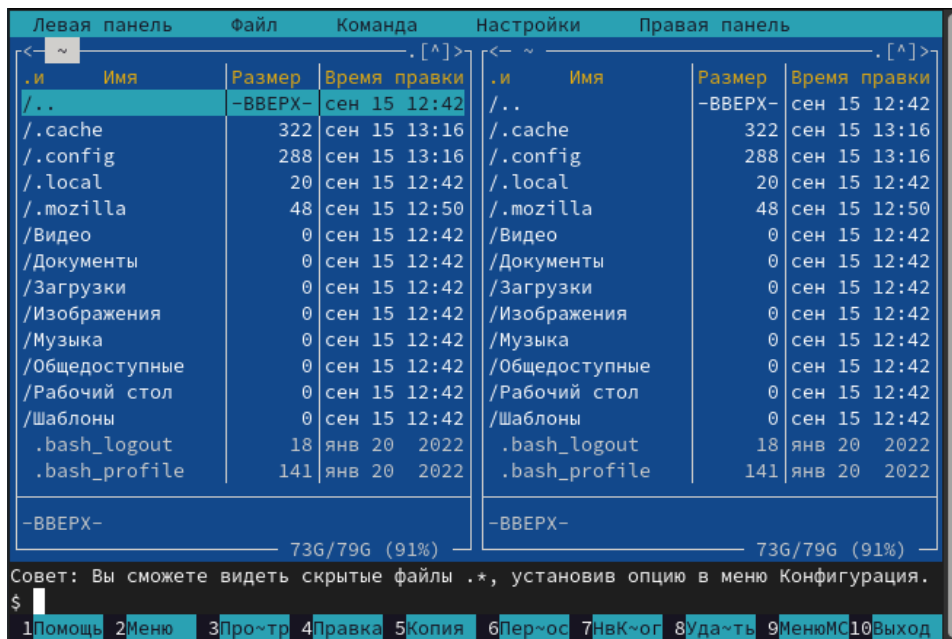 Левая панель Файл Команда Настройки Правая панель
<- ~ .[^]> <- ~ .[^]>
.и Имя Размер Время правки .и Имя Размер Время правки
/.. -ВВЕРХ- сен 15 12:42 /.. -ВВЕРХ- сен 15 12:42
/.cache 322 сен 15 13:16 /.cache 322 сен 15 13:16
/.config 288 сен 15 13:16 /.config 288 сен 15 13:16
/.local 20 сен 15 12:42 /.local 20 сен 15 12:42
/.mozilla 48 сен 15 12:50 /.mozilla 48 сен 15 12:50
/Видео 0 сен 15 12:42 /Видео 0 сен 15 12:42
/Документы 0 сен 15 12:42 /Документы 0 сен 15 12:42
/Загрузки 0 сен 15 12:42 /Загрузки 0 сен 15 12:42
/Изображения 0 сен 15 12:42 /Изображения 0 сен 15 12:42
/Музыка 0 сен 15 12:42 /Музыка 0 сен 15 12:42
/Общедоступные 0 сен 15 12:42 /Общедоступные 0 сен 15 12:42
/Рабочий стол 0 сен 15 12:42 /Рабочий стол 0 сен 15 12:42
/Шаблоны 0 сен 15 12:42 /Шаблоны 0 сен 15 12:42
.bash_logout 18 янв 20 2022 .bash_logout 18 янв 20 2022
.bash_profile 141 янв 20 2022 .bash_profile 141 янв 20 2022
-ВВЕРХ- -ВВЕРХ-
73G/79G (91%) 73G/79G (91%)
Совет: Вы сможете видеть скрытые файлы .*, установив опцию в меню Конфигурация.
$
1Помощь 2Меню 3Про~тр 4Правка 5Копия 6Пер~ос 7НвК~ог 8Уда~ть 9МенюMC10Выход